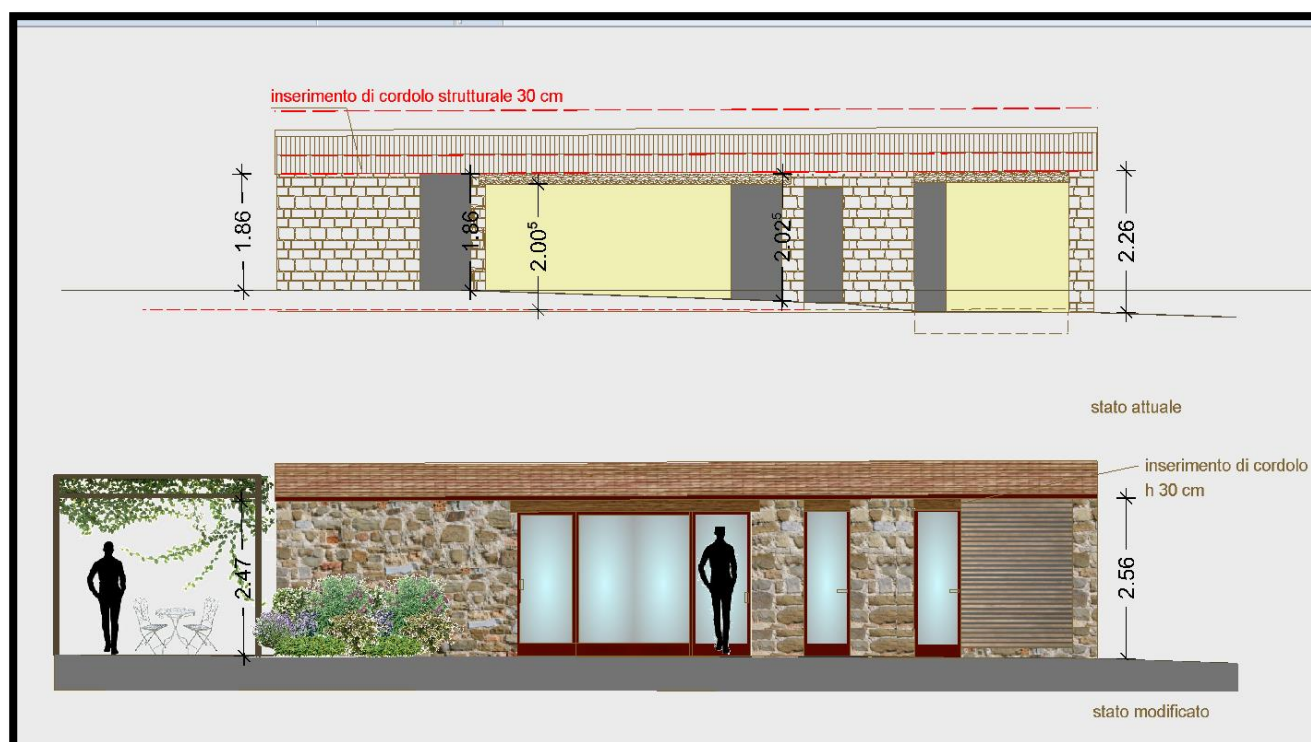 inserimento di cordolo strutturale 30 cm
1.86
1.86
2.00⁵
2.02⁵
2.26
stato attuale
inserimento di cordolo
h 30 cm
2.47
2.56
stato modificato